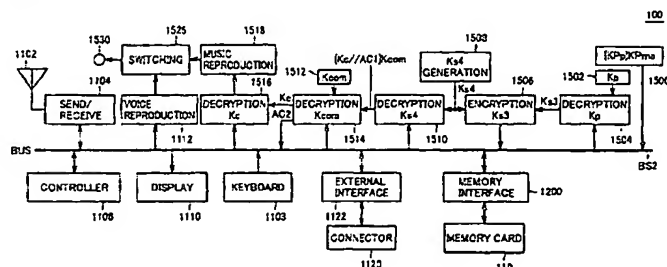 100
1530
1525
1518
1102
SWITCHING
MUSIC REPRODUCTION
1104
1516
1512
Kcom
{Kc//AC1}Kcom
1508
Ks4 GENERATION
{KPp}KPma
1502
Kp
1506
Ks4
SEND/RECEIVE
VOICE REPRODUCTION
DECRYPTION Kc
Kc
AC2
DECRYPTION Kcom
DECRYPTION Ks4
ENCRYPTION Ks3
Ks3
DECRYPTION Kp
1112
1514
1510
1504
BUS
BS2
CONTROLLER
DISPLAY
KEYBOARD
EXTERNAL INTERFACE
MEMORY INTERFACE
1106
1110
1103
1122
1200
CONNECTOR
MEMORY CARD
1120
110